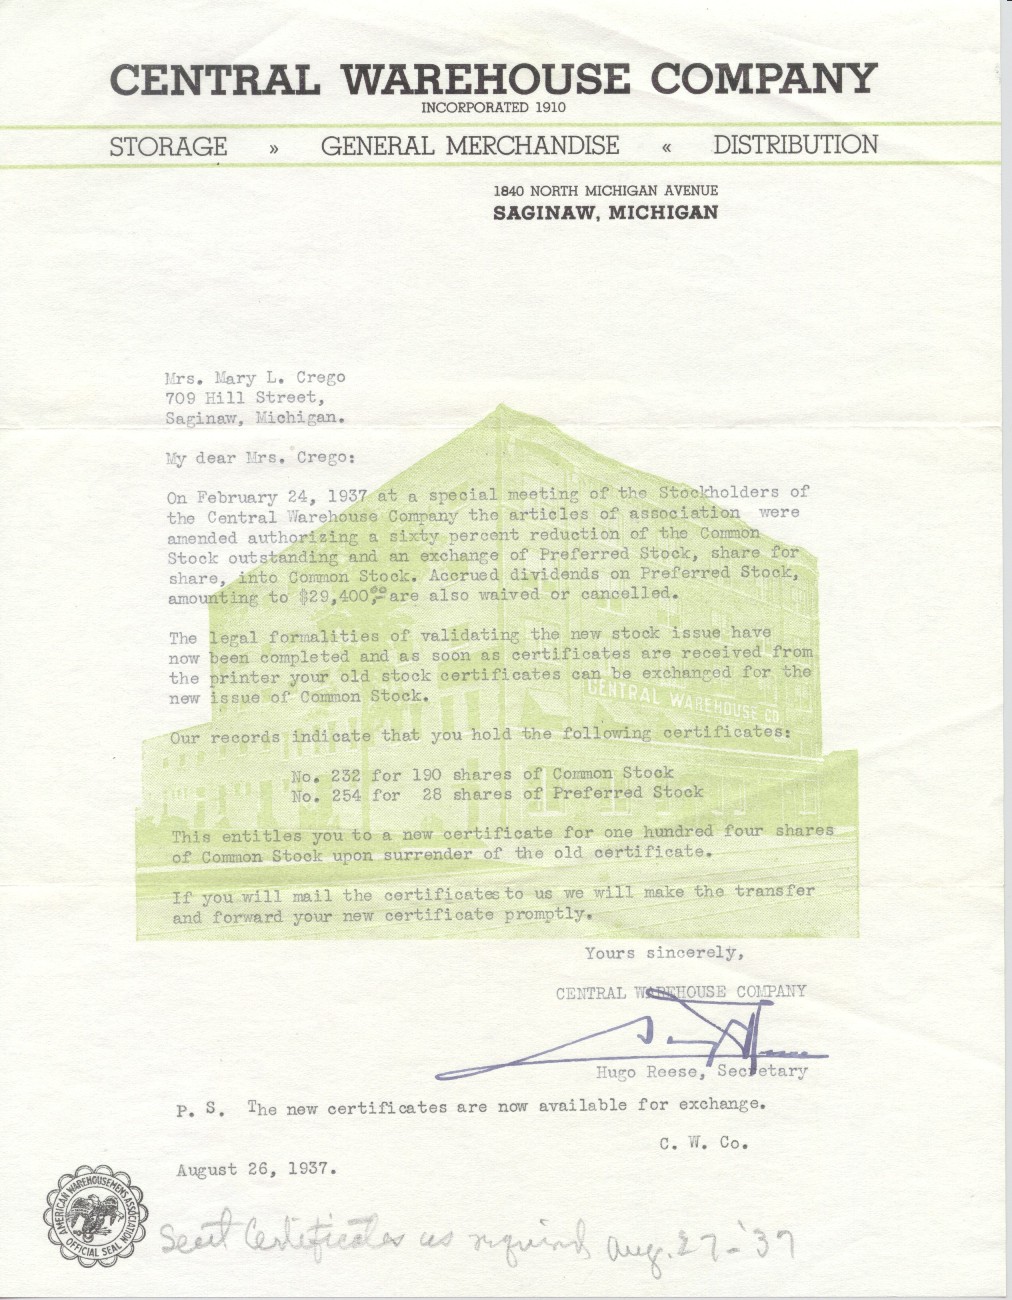 CENTRAL WAREHOUSE COMPANY
INCORPORATED 1910
STORAGE » GENERAL MERCHANDISE « DISTRIBUTION
1840 NORTH MICHIGAN AVENUE
SAGINAW, MICHIGAN
Mrs. Mary L. Crego
709 Hill Street,
Saginaw, Michigan.
My dear Mrs. Crego:
On February 24, 1937 at a special meeting of the Stockholders of
the Central Warehouse Company the articles of association were
amended authorizing a sixty percent reduction of the Common
Stock outstanding and an exchange of Preferred Stock, share for
share, into Common Stock. Accrued dividends on Preferred Stock,
amounting to $29,400,00 are also waived or cancelled.
The legal formalities of validating the new stock issue have
now been completed and as soon as certificates are received from
the printer your old stock certificates can be exchanged for the
new issue of Common Stock.
CENTRAL WAREHOUSE CO
Our records indicate that you hold the following certificates:
No. 232 for 190 shares of Common Stock
No. 254 for 28 shares of Preferred Stock
This entitles you to a new certificate for one hundred four shares
of Common Stock upon surrender of the old certificate.
If you will mail the certificates to us we will make the transfer
and forward your new certificate promptly.
Yours sincerely,
CENTRAL WAREHOUSE COMPANY
Hugo Reese, Secretary
P. S. The new certificates are now available for exchange.
C. W. Co.
August 26, 1937.
AMERICAN WAREHOUSEMENS ASSOCIATION
OFFICIAL SEAL
Sent Certificates as required Aug. 27-'37